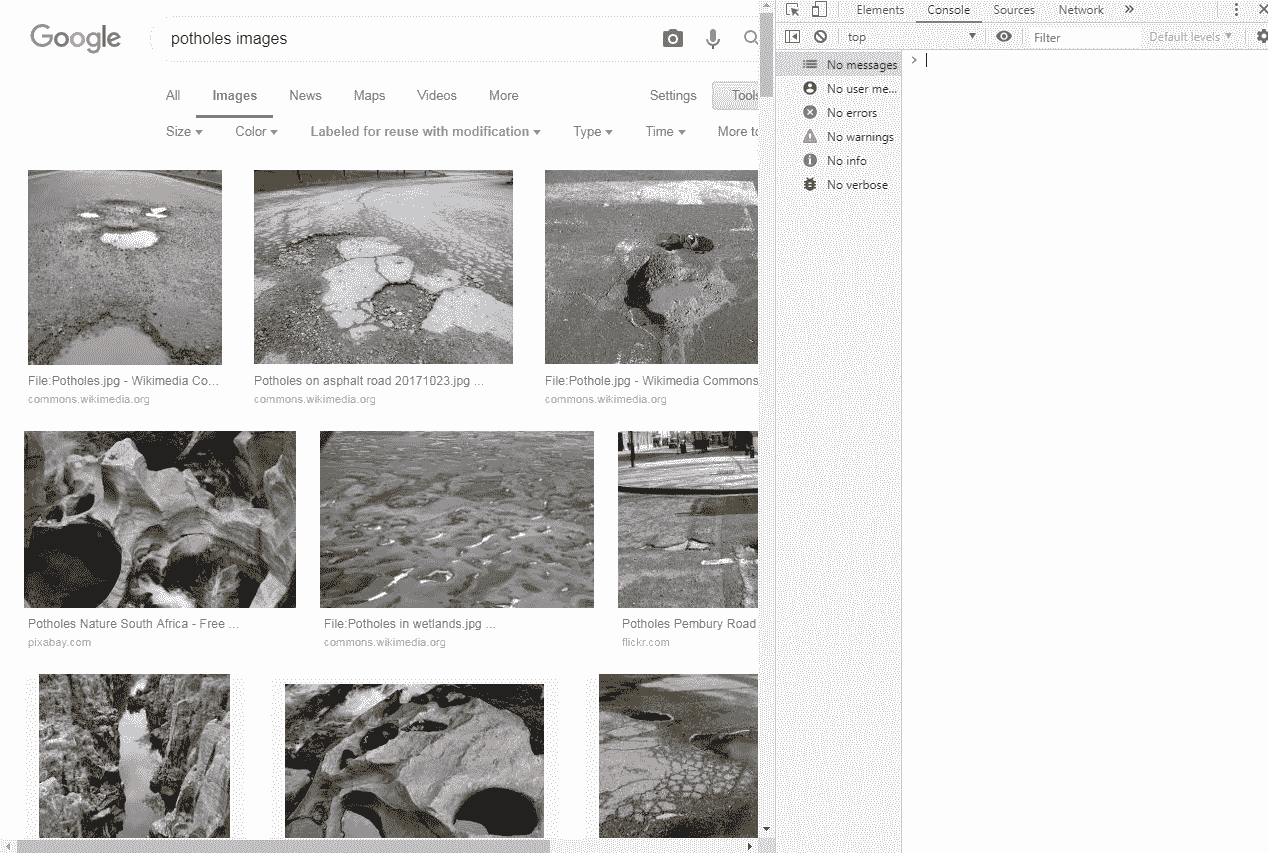 Google
potholes images
All Images News Maps Videos More Settings Tools
Size Color Labeled for reuse with modification Type Time More to
File:Potholes.jpg - Wikimedia Co...
Potholes on asphalt road 20171023.jpg ...
File:Pothole.jpg - Wikimedia Commons
commons.wikimedia.org
commons.wikimedia.org
commons.wikimedia.org
Potholes Nature South Africa - Free ...
File:Potholes in wetlands.jpg ...
Potholes Pembury Road
pixabay.com
commons.wikimedia.org
flickr.com
Elements Console Sources Network »
top Filter Default levels
No messages
No user me...
No errors
No warnings
No info
No verbose
>